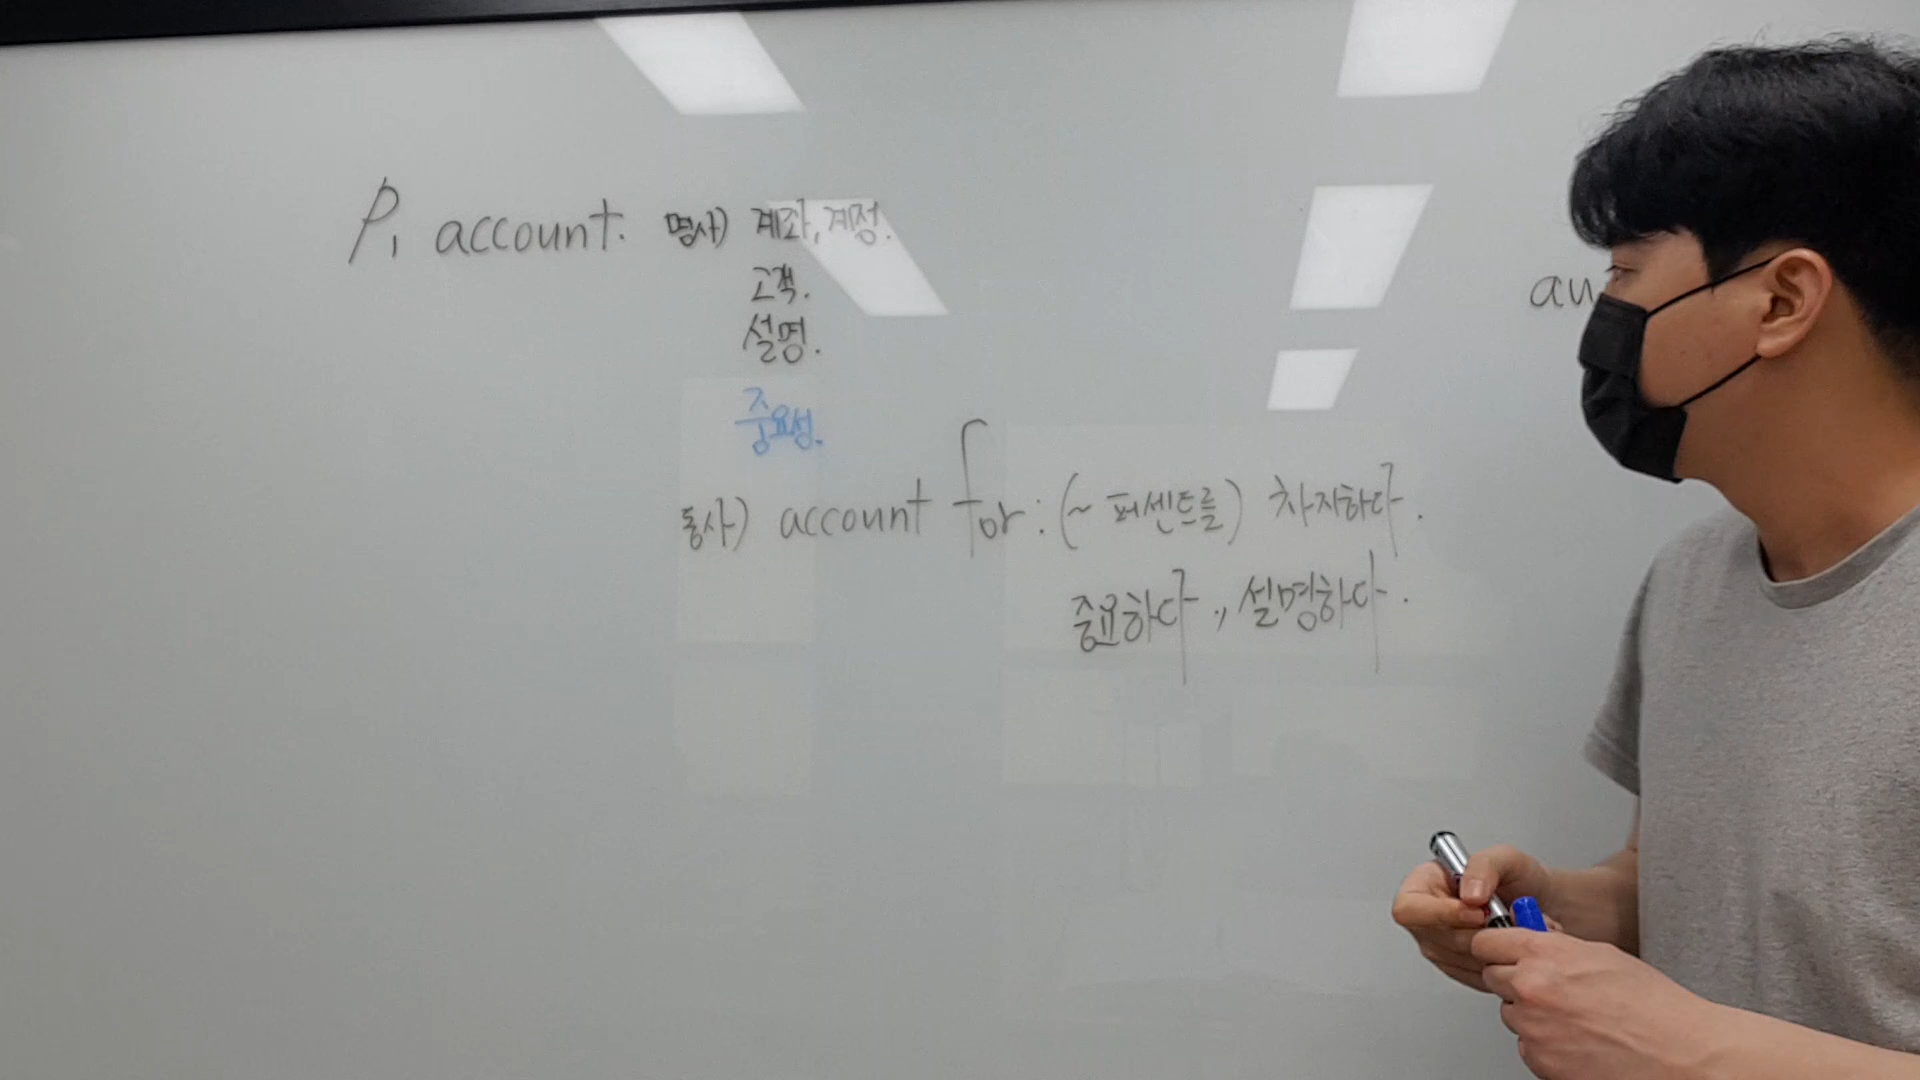 P, account. 명사) 계좌, 계정.
고객.
설명.
중요성.
동사) account for : (~ 퍼센트를) 차지하다.
중요하다., 설명하다.
au